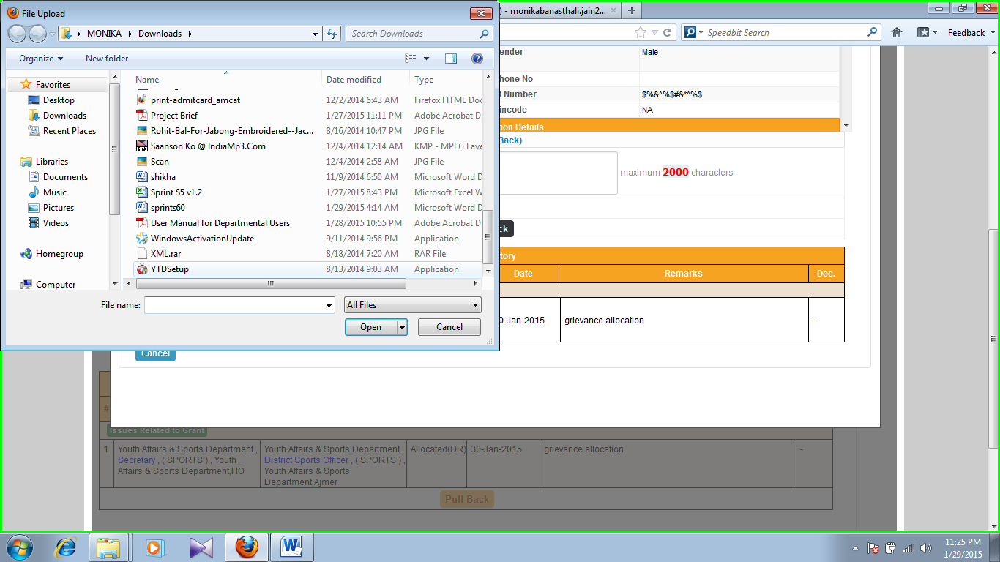 File Upload
) - monikabanasthali.jain2...
MONIKA Downloads
Search Downloads
Speedbit Search
Feedback
Organize New folder
Name Date modified Type
Favorites
Desktop
Downloads
Recent Places
Libraries
Documents
Music
Pictures
Videos
Homegroup
Computer
print-admitcard_amcat 12/2/2014 6:43 AM Firefox HTML Doc
Project Brief 1/27/2015 11:11 PM Adobe Acrobat D
Rohit-Bal-For-Jabong-Embroidered--Jac... 8/16/2014 10:47 PM JPG File
Saanson Ko @ IndiaMp3.Com 12/4/2014 12:14 AM KMP - MPEG Laye
Scan 12/4/2014 2:58 AM JPG File
shikha 11/9/2014 6:50 AM Microsoft Word D
Sprint S5 v1.2 1/27/2015 8:43 PM Microsoft Excel W
sprints60 1/29/2015 4:14 AM Microsoft Word D
User Manual for Departmental Users 1/28/2015 10:55 PM Adobe Acrobat D
WindowsActivationUpdate 9/11/2014 9:56 PM Application
XML.rar 8/18/2014 7:20 AM RAR File
YTDSetup 8/13/2014 9:03 AM Application
File name: All Files
Open Cancel
ender Male
hone No
Number $%&^%$#&*^%$
incode NA
ion Details
Back)
maximum 2000 characters
ck
tory
Date Remarks Doc.
0-Jan-2015 grievance allocation -
Cancel
#
Issues Related to Grant
1 Youth Affairs & Sports Department , Youth Affairs & Sports Department , Allocated(DR) 30-Jan-2015 grievance allocation -
Secretary , ( SPORTS ) , Youth District Sports Officer , ( SPORTS ) ,
Affairs & Sports Department,HO Youth Affairs & Sports
Department,Ajmer
Pull Back
11:25 PM
1/29/2015